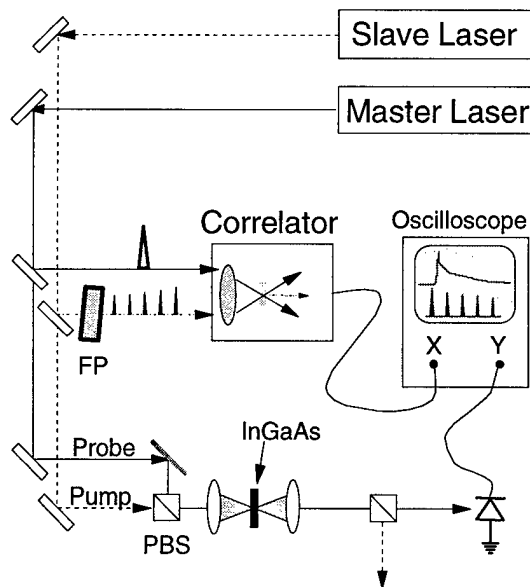 Slave Laser
Master Laser
Correlator
Oscilloscope
X Y
FP
InGaAs
Probe
Pump
PBS